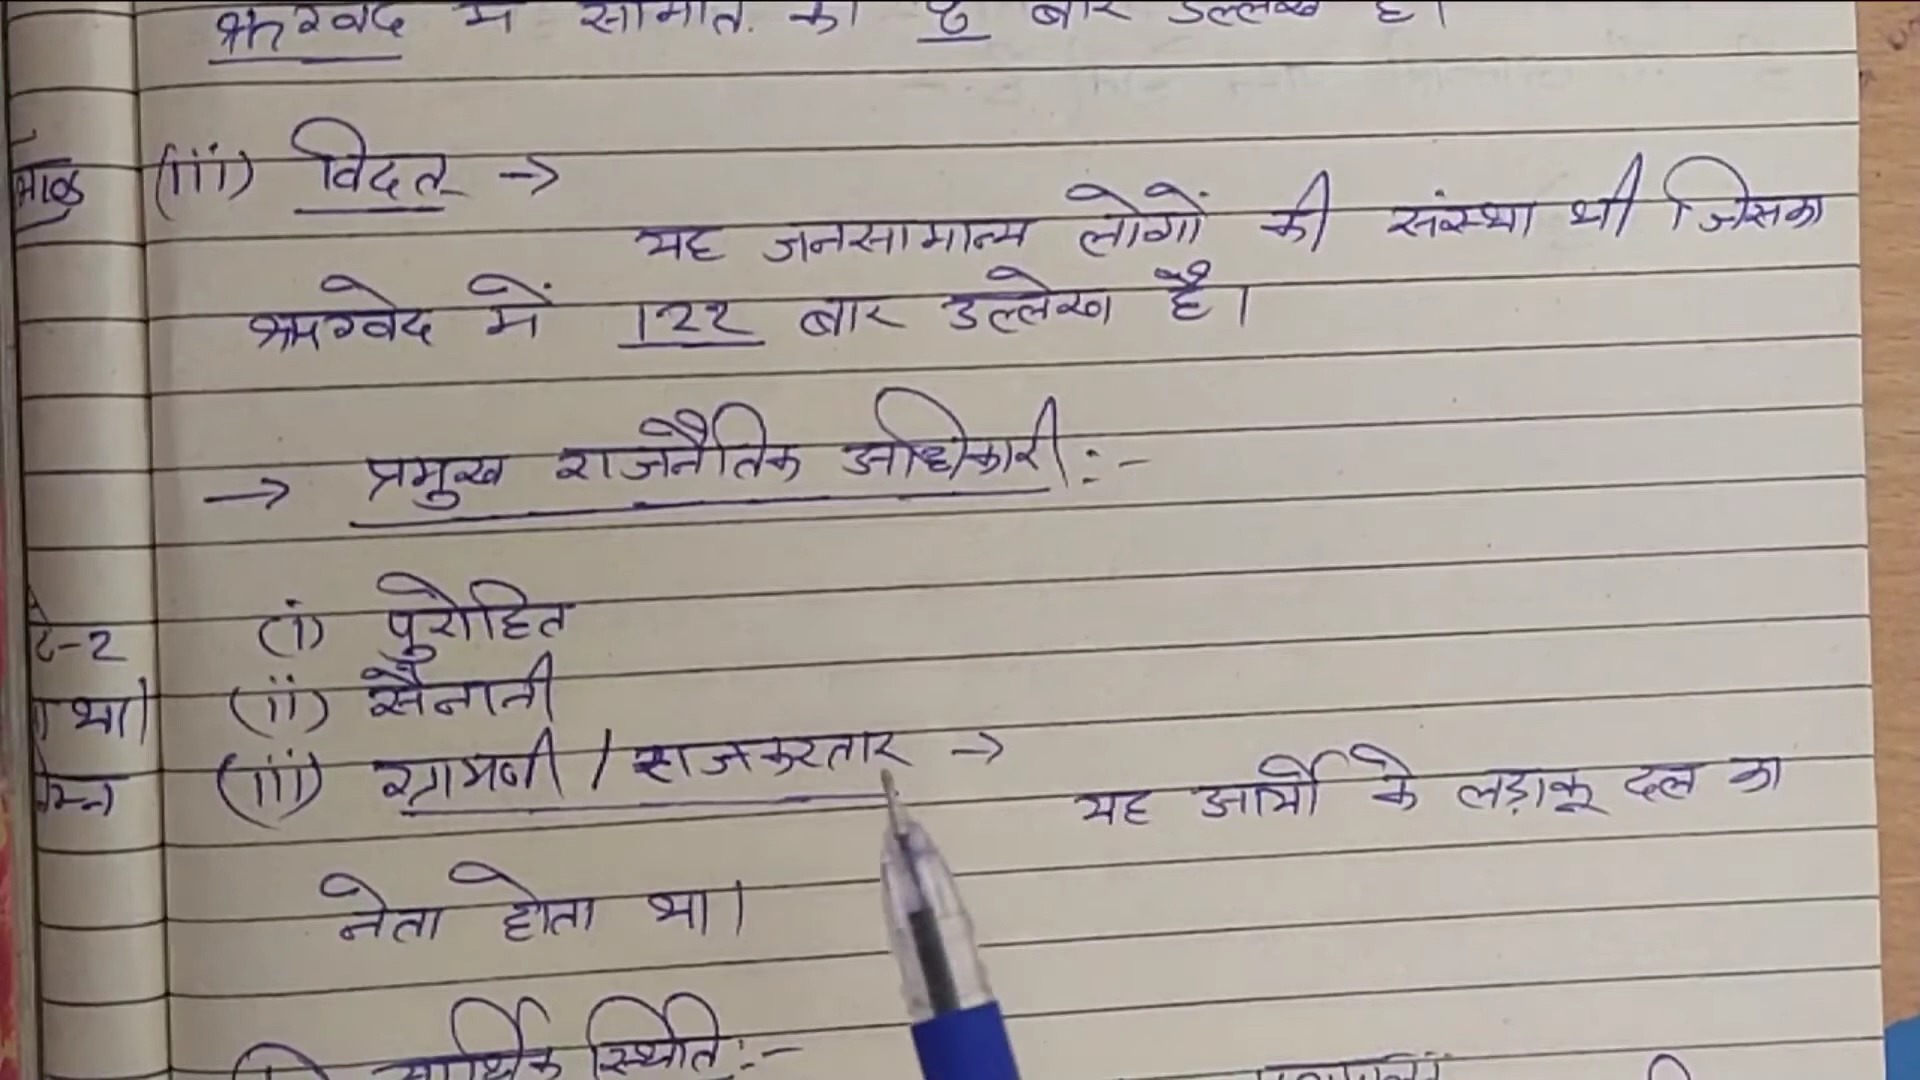 ऋग्वेद में समिति का 9 बार उल्लेख है।
(iii) विदत →
यह जनसामान्य लोगों की संस्था थी जिसका
ऋग्वेद में 122 बार उल्लेख है।
→ प्रमुख राजनैतिक अधिकारी :-
(i) पुरोहित
(ii) सैनानी
था।
(iii) ग्रामणी / राजकरतार →
यह आर्यो के लड़ाकू दल का
नेता होता था।
आर्थिक स्थिति :-